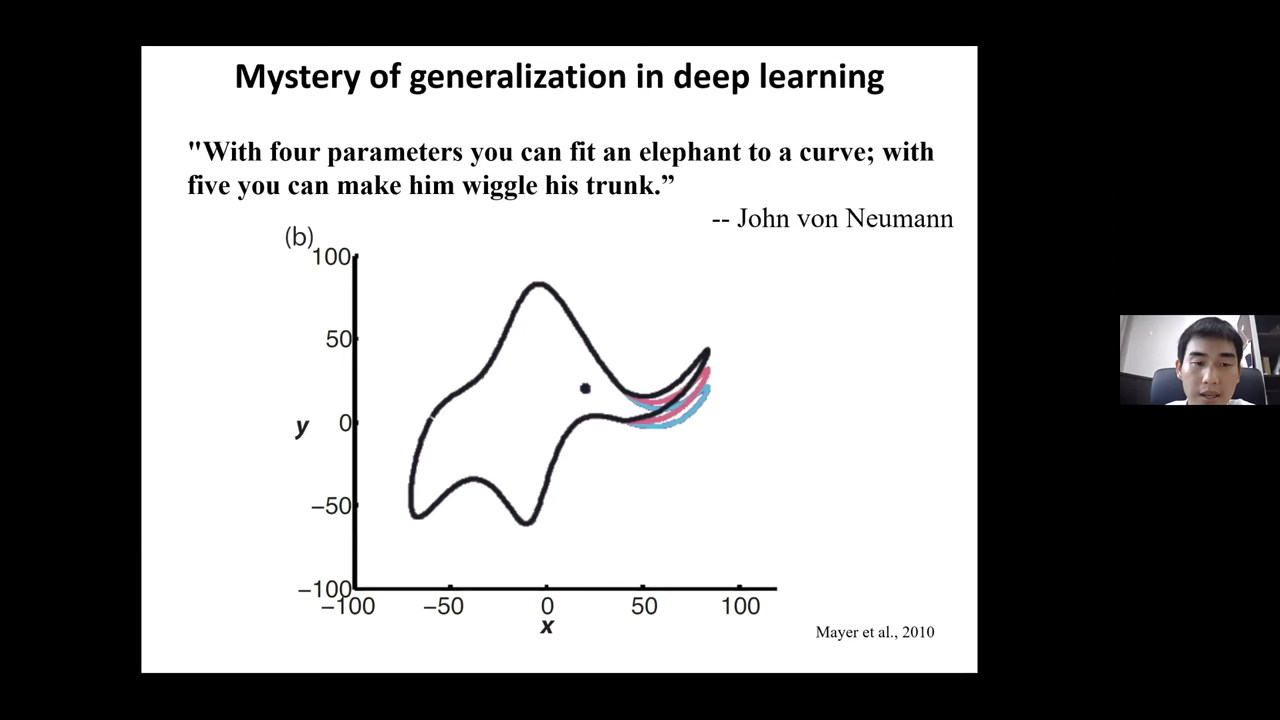 Mystery of generalization in deep learning
"With four parameters you can fit an elephant to a curve; with
five you can make him wiggle his trunk.”
-- John von Neumann
(b)
100
50
y
0
−50
−100
−100 −50 0 50 100
x
Mayer et al., 2010